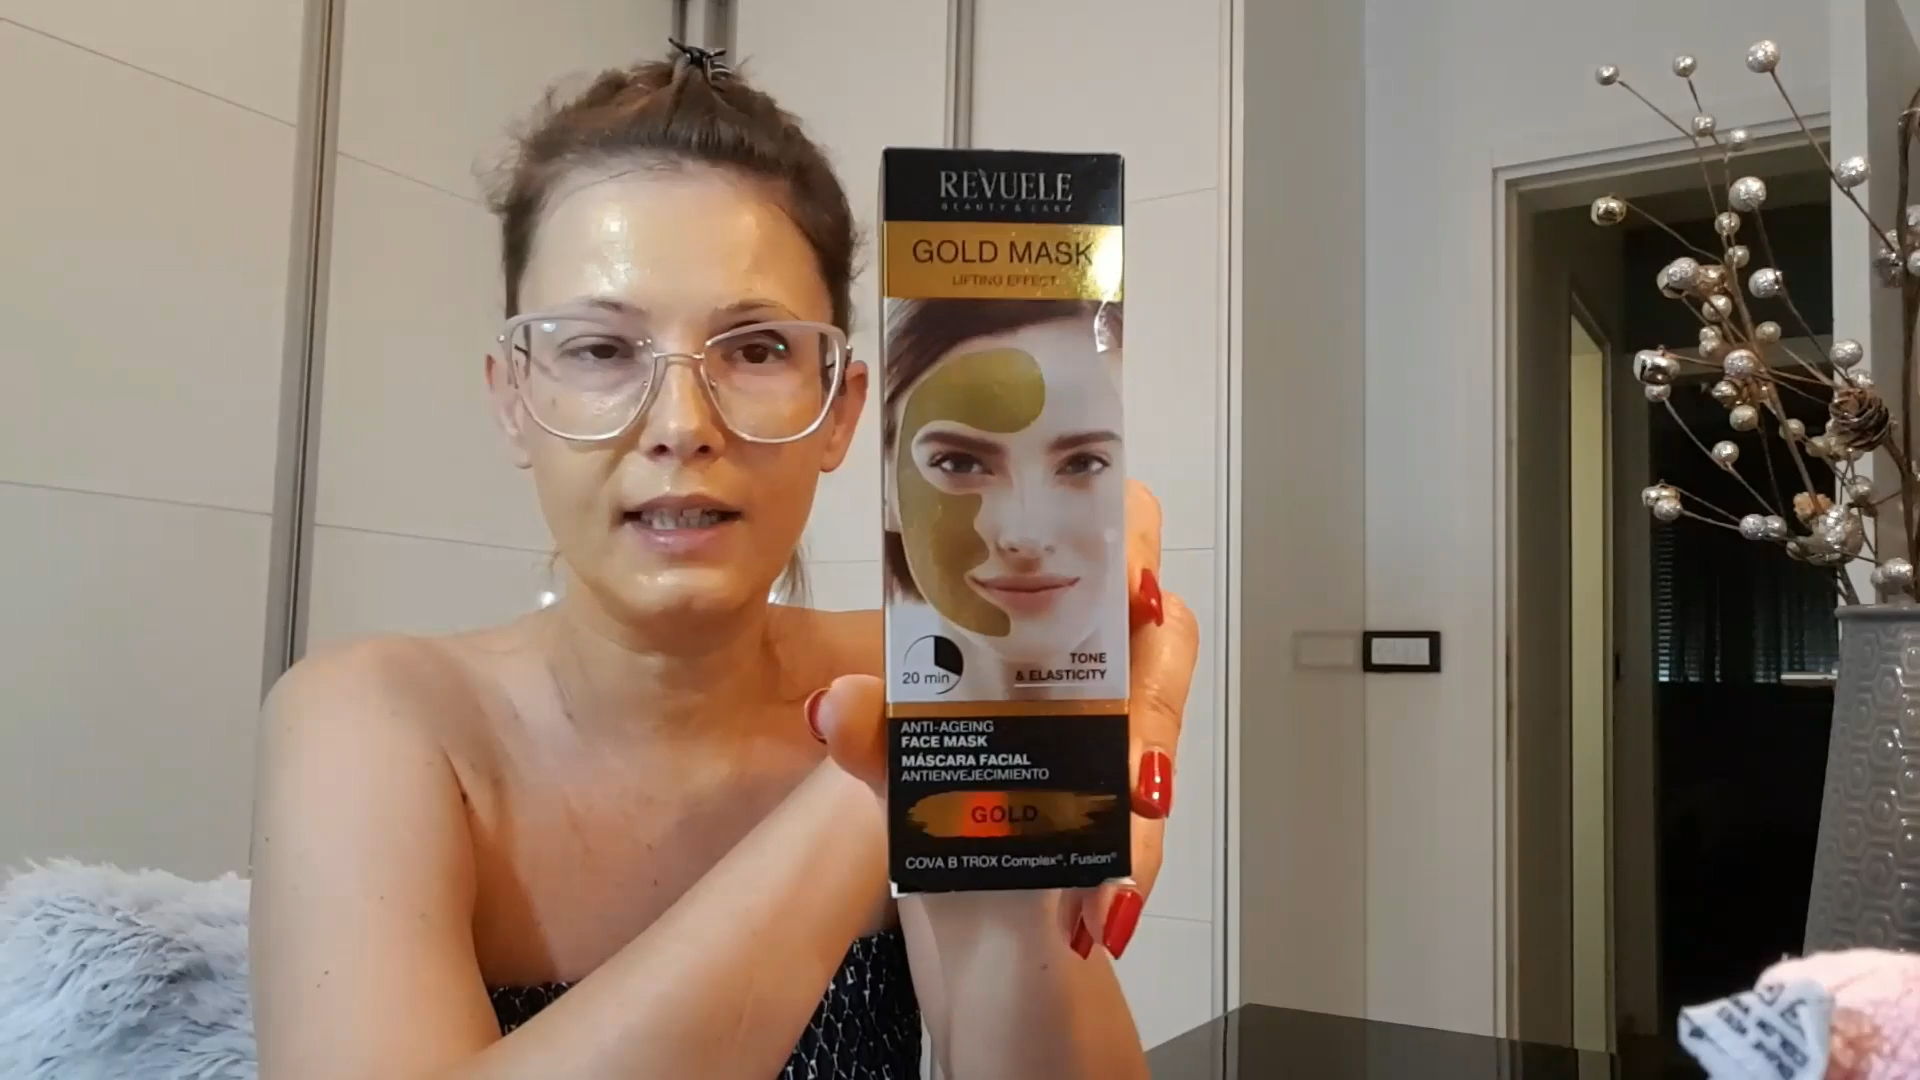 REVUELE
BEAUTY & CARE
GOLD MASK
LIFTING EFFECT
20 min
TONE
& ELASTICITY
ANTI-AGEING
FACE MASK
MÁSCARA FACIAL
ANTIENVEJECIMIENTO
GOLD
COVA B TROX Complex®, Fusion®